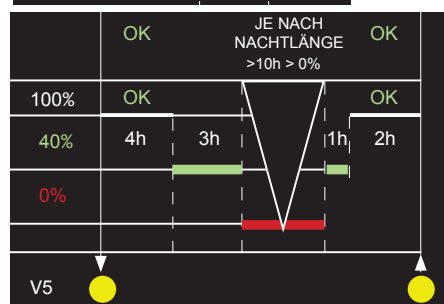 OK
JE NACH
NACHTLÄNGE
>10h > 0%
OK
100%
OK
OK
40%
4h
3h
1h
2h
0%
V5